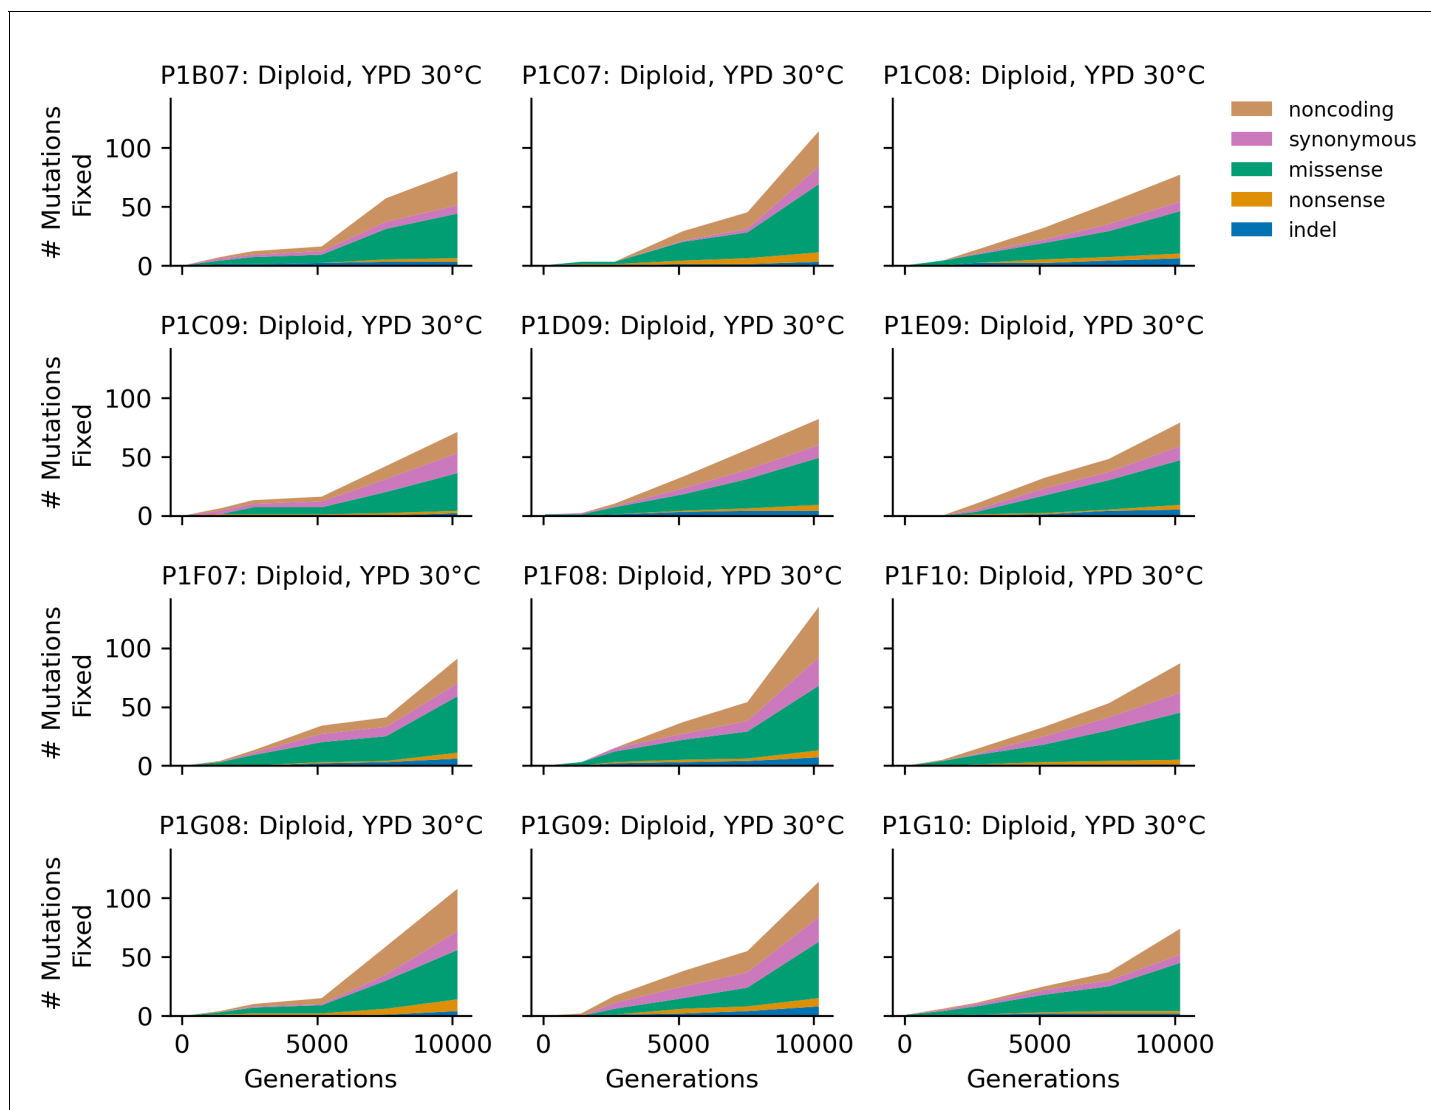 P1B07: Diploid, YPD 30°C
P1C07: Diploid, YPD 30°C
P1C08: Diploid, YPD 30°C
# Mutations
Fixed
100
50
0
noncoding
synonymous
missense
nonsense
indel
P1C09: Diploid, YPD 30°C
P1D09: Diploid, YPD 30°C
P1E09: Diploid, YPD 30°C
# Mutations
Fixed
100
50
0
P1F07: Diploid, YPD 30°C
P1F08: Diploid, YPD 30°C
P1F10: Diploid, YPD 30°C
# Mutations
Fixed
100
50
0
P1G08: Diploid, YPD 30°C
P1G09: Diploid, YPD 30°C
P1G10: Diploid, YPD 30°C
# Mutations
Fixed
100
50
0
0 5000 10000
0 5000 10000
0 5000 10000
Generations
Generations
Generations